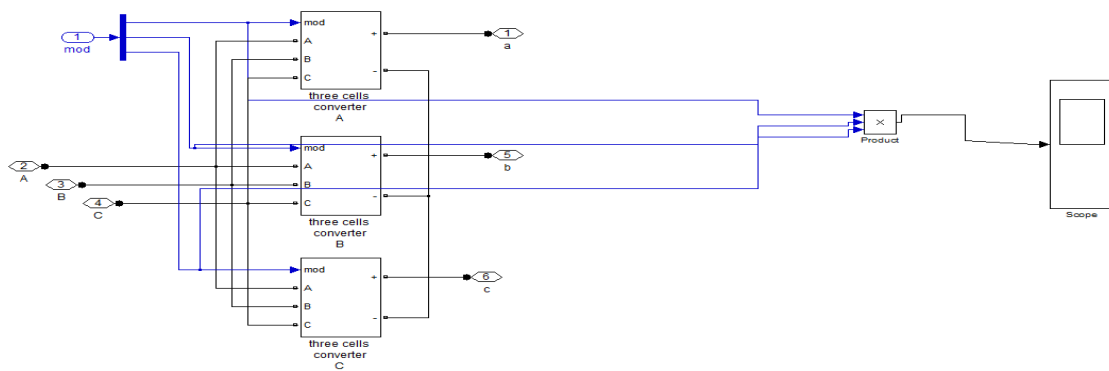 1
mod
mod
A
B
C
+
-
three cells
converter
A
1
a
mod
A
B
C
+
-
three cells
converter
B
5
b
2
A
3
B
4
C
mod
A
B
C
+
-
three cells
converter
C
6
c
×
Product
Scope